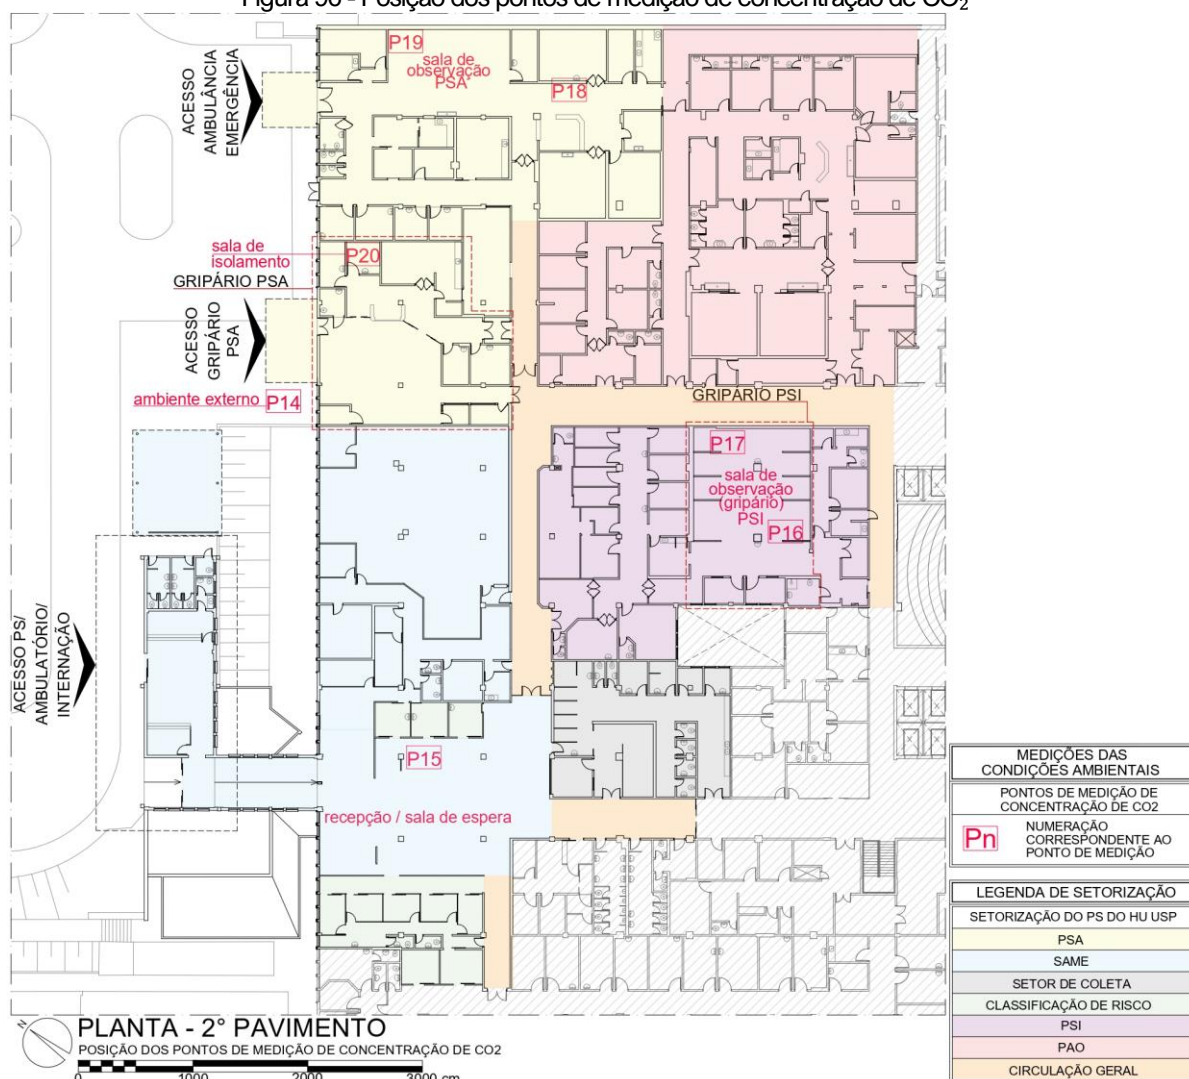 Figura 96 - Posição dos pontos de medição de concentração de CO2
P19
sala de
observação
PSA
P18
ACESSO
AMBULÂNCIA
EMERGÊNCIA
sala de
isolamento
P20
GRIPÁRIO PSA
ACESSO
GRIPÁRIO
PSA
ambiente externo P14
GRIPÁRIO PSI
P17
sala de
observação
(gripário)
PSI
P16
ACESSO PS/
AMBULATÓRIO/
INTERNAÇÃO
P15
recepção / sala de espera
MEDIÇÕES DAS
CONDIÇÕES AMBIENTAIS
PONTOS DE MEDIÇÃO DE
CONCENTRAÇÃO DE CO2
Pn
NUMERAÇÃO
CORRESPONDENTE AO
PONTO DE MEDIÇÃO
LEGENDA DE SETORIZAÇÃO
SETORIZAÇÃO DO PS DO HU USP
PSA
SAME
SETOR DE COLETA
CLASSIFICAÇÃO DE RISCO
PSI
PAO
CIRCULAÇÃO GERAL
N
PLANTA - 2° PAVIMENTO
POSIÇÃO DOS PONTOS DE MEDIÇÃO DE CONCENTRAÇÃO DE CO2
0 1000 2000 3000 cm